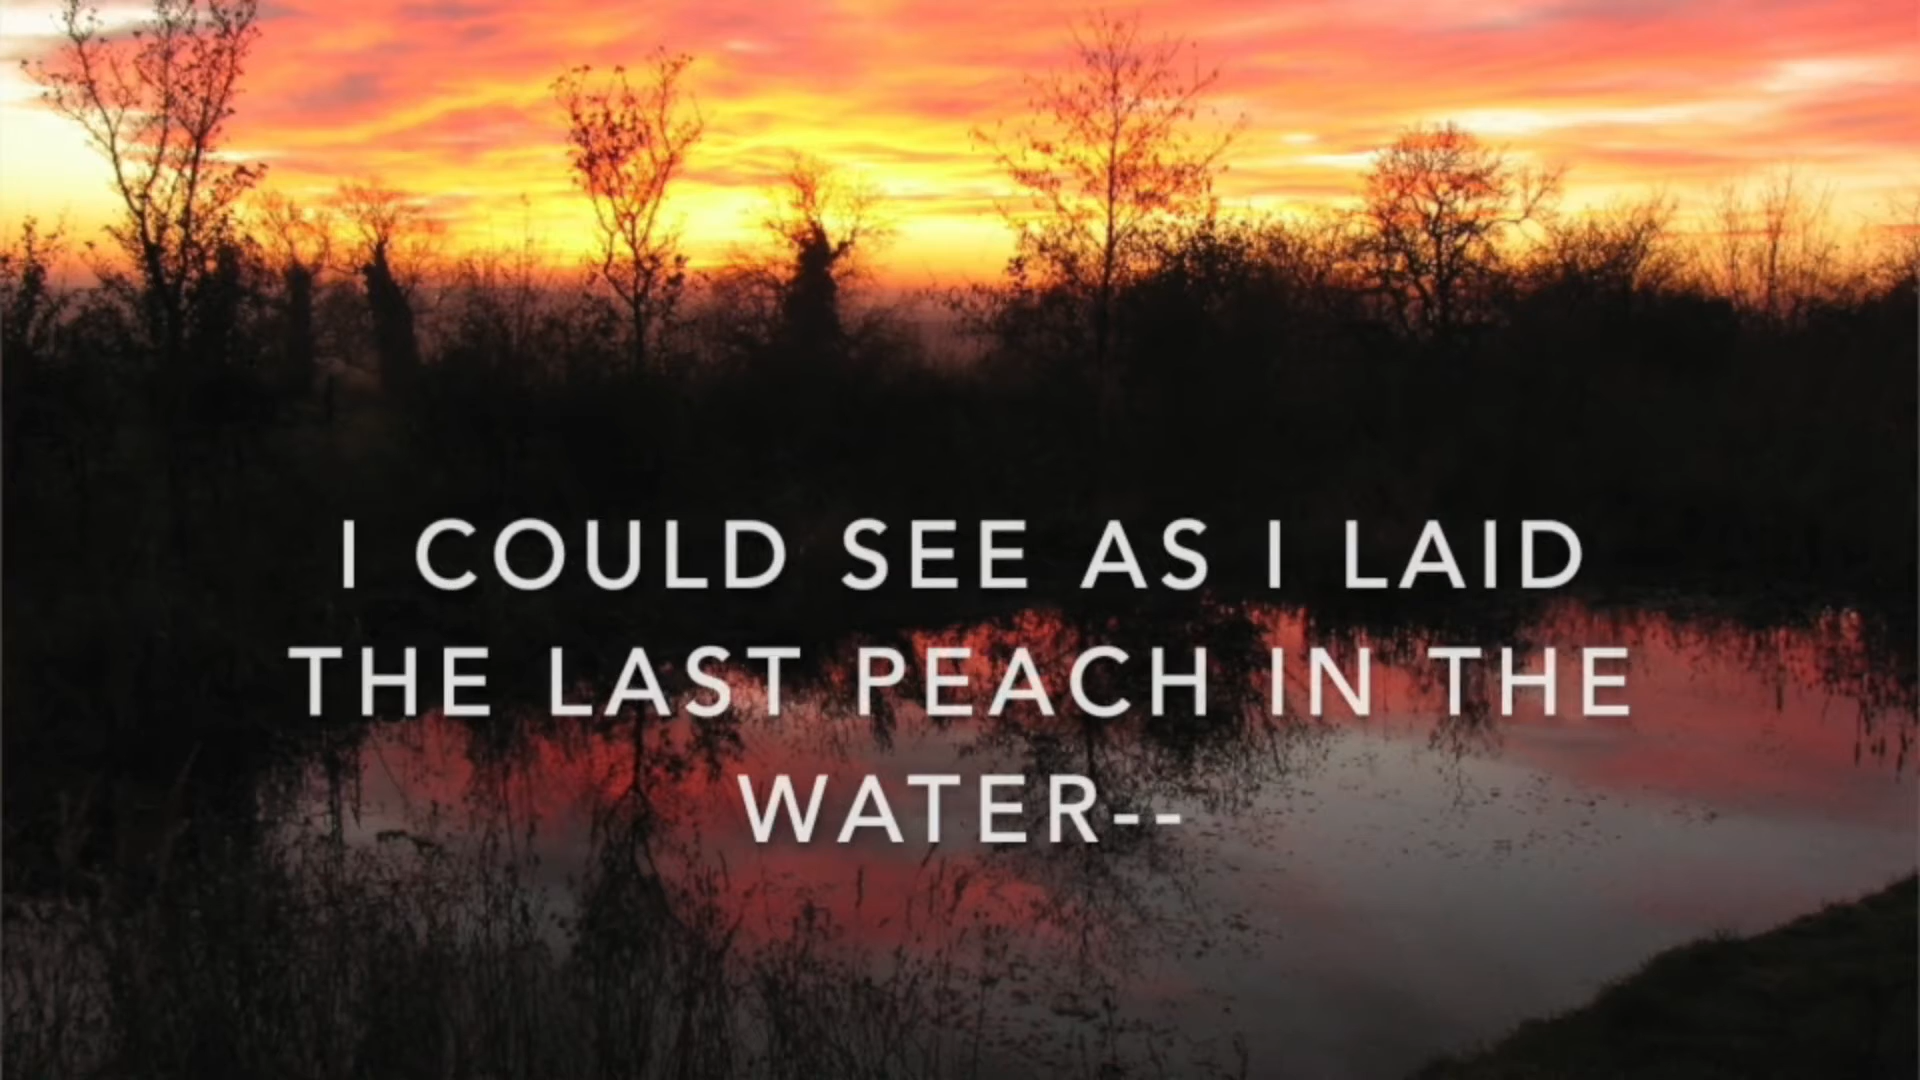 I COULD SEE AS I LAID
THE LAST PEACH IN THE
WATER--